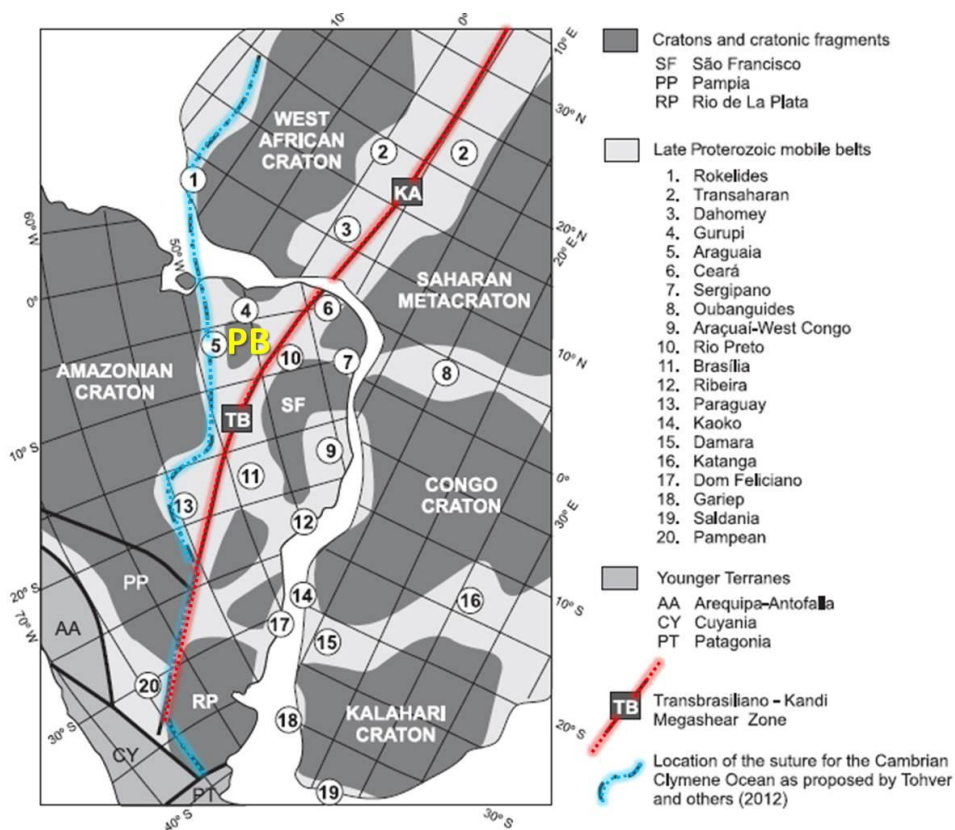 10°
0°
10° E
30° N
20° N
20° E
10° N
0°
30° E
10° S
20° S
30° S
40° S
30° S
70° W
20° S
10° S
0°
60° W
50° W
WEST
AFRICAN
CRATON
2
2
1
KA
3
SAHARAN
METACRATON
4
6
5
PB
10
7
8
AMAZONIAN
CRATON
SF
TB
9
11
CONGO
CRATON
13
12
PP
14
16
17
15
AA
20
RP
18
KALAHARI
CRATON
CY
PT
19
Cratons and cratonic fragments
SF São Francisco
PP Pampia
RP Rio de La Plata
Late Proterozoic mobile belts
1. Rokelides
2. Transaharan
3. Dahomey
4. Gurupi
5. Araguaia
6. Ceará
7. Sergipano
8. Oubanguides
9. Araçuaí-West Congo
10. Rio Preto
11. Brasília
12. Ribeira
13. Paraguay
14. Kaoko
15. Damara
16. Katanga
17. Dom Feliciano
18. Gariep
19. Saldania
20. Pampean
Younger Terranes
AA Arequipa-Antofalla
CY Cuyania
PT Patagonia
TB
Transbrasiliano - Kandi
Megashear Zone
Location of the suture for the Cambrian
Clymene Ocean as proposed by Tohver
and others (2012)